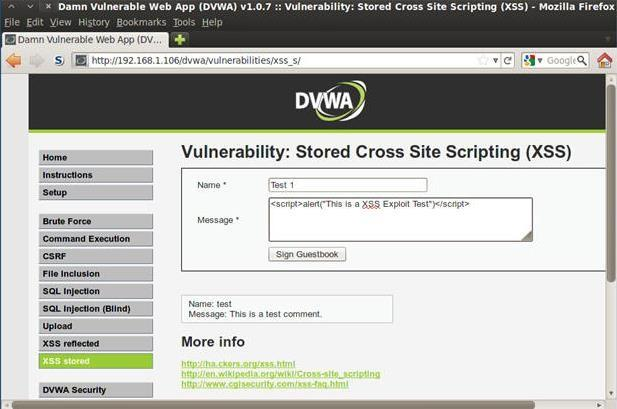 Damn Vulnerable Web App (DVWA) v1.0.7 :: Vulnerability: Stored Cross Site Scripting (XSS) - Mozilla Firefox
File Edit View History Bookmarks Tools Help
Damn Vulnerable Web App (DV...
http://192.168.1.106/dvwa/vulnerabilities/xss_s/
Google
DVWA
Home
Instructions
Setup
Brute Force
Command Execution
CSRF
File Inclusion
SQL Injection
SQL Injection (Blind)
Upload
XSS reflected
XSS stored
DVWA Security
Vulnerability: Stored Cross Site Scripting (XSS)
Name * Test 1
Message * <script>alert("This is a XSS Exploit Test")</script>
Sign Guestbook
Name: test
Message: This is a test comment.
More info
http://ha.ckers.org/xss.html
http://en.wikipedia.org/wiki/Cross-site_scripting
http://www.cgisecurity.com/xss-faq.html